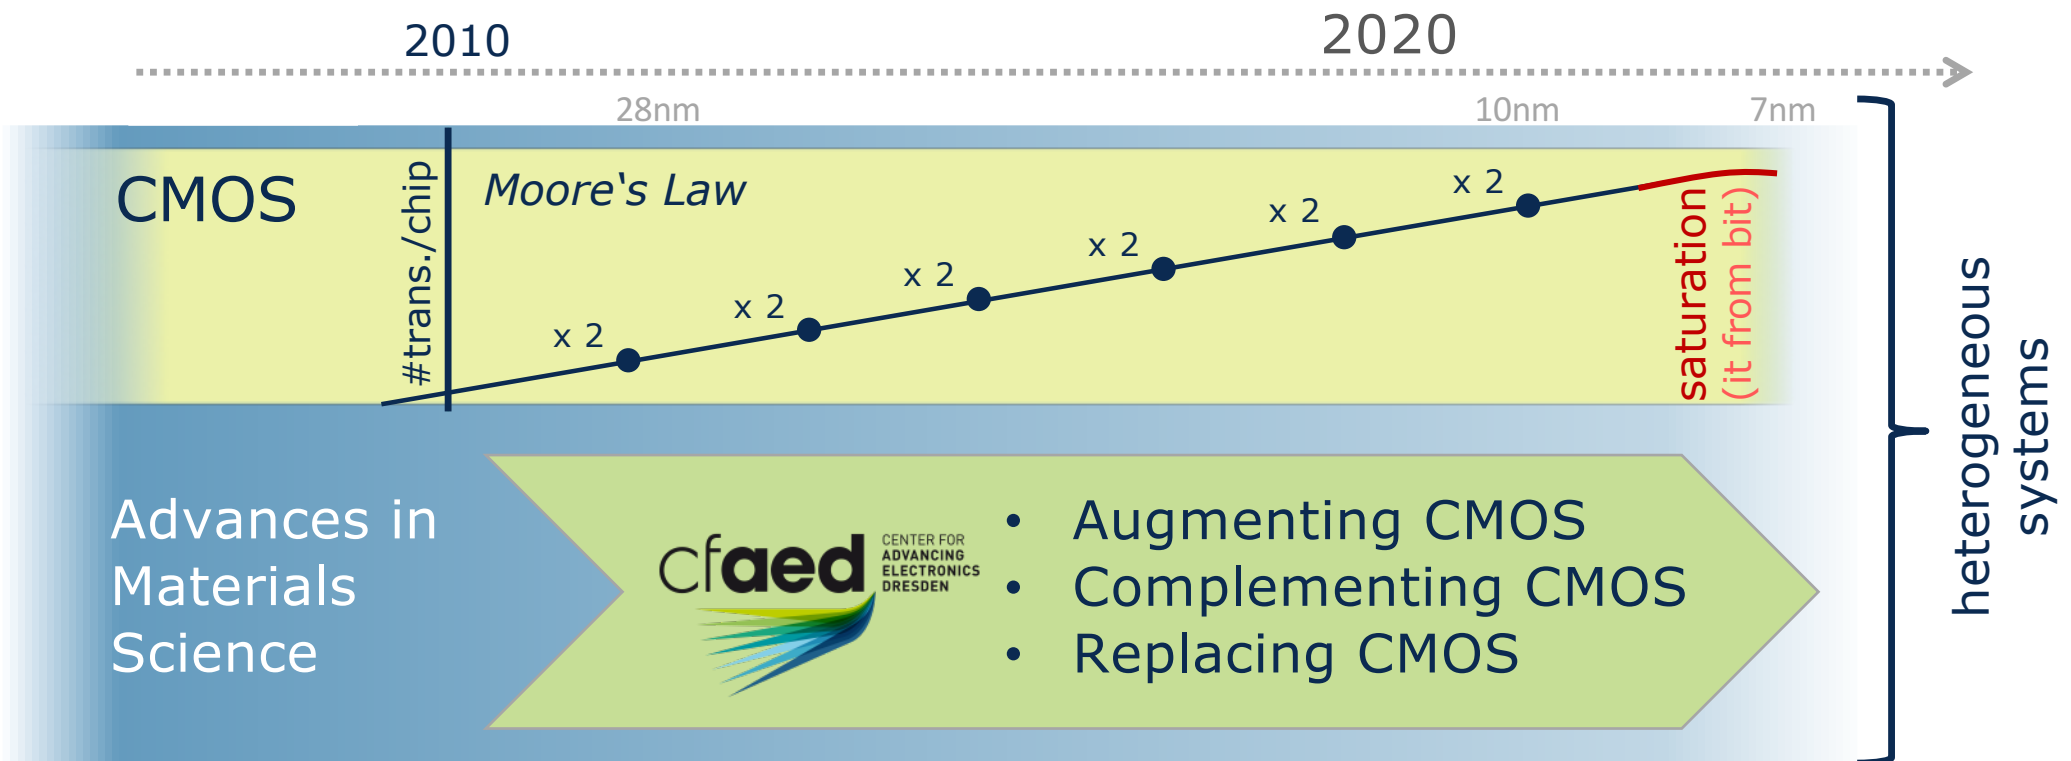 2010
2020
28nm
10nm
7nm
CMOS
#trans./chip
Moore‘s Law
x 2
x 2
x 2
x 2
x 2
x 2
saturation
(it from bit)
heterogeneous
systems
Advances in
Materials
Science
cfaed
CENTER FOR
ADVANCING
ELECTRONICS
DRESDEN
• Augmenting CMOS
• Complementing CMOS
• Replacing CMOS